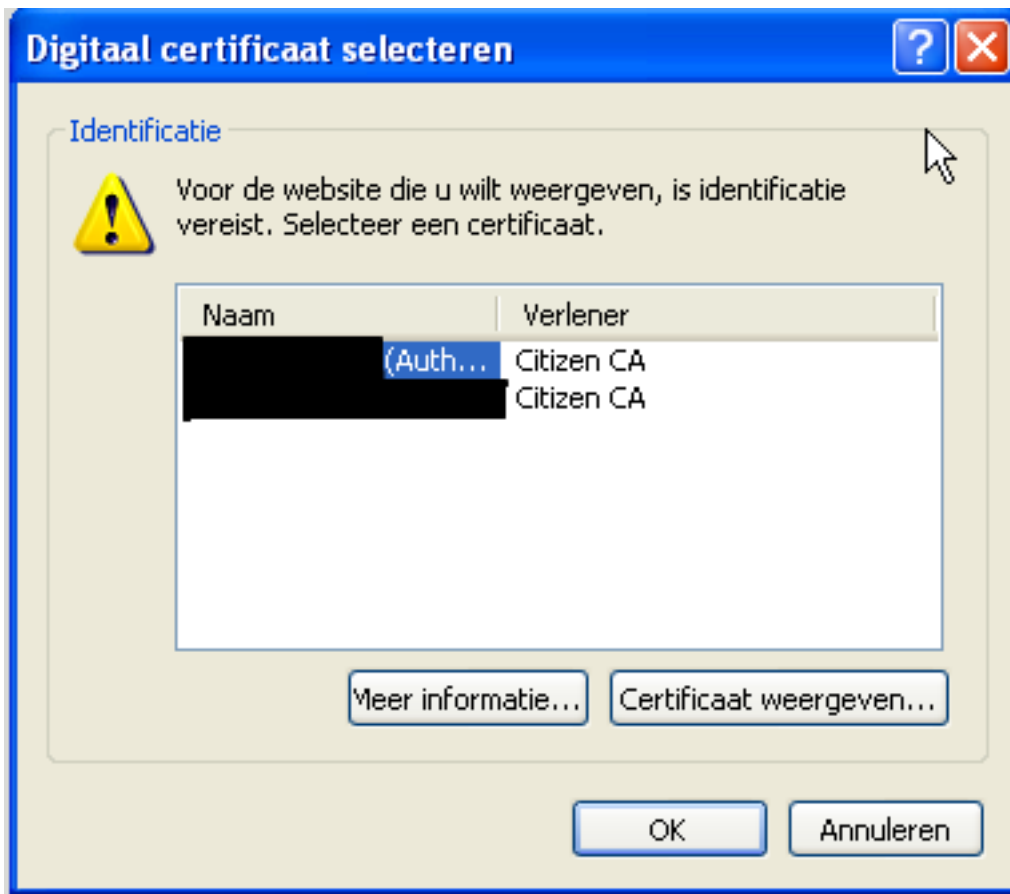 Digitaal certificaat selecteren
Identificatie
Voor de website die u wilt weergeven, is identificatie
vereist. Selecteer een certificaat.
Naam Verlener
(Auth... Citizen CA
Citizen CA
Meer informatie... Certificaat weergeven...
OK Annuleren